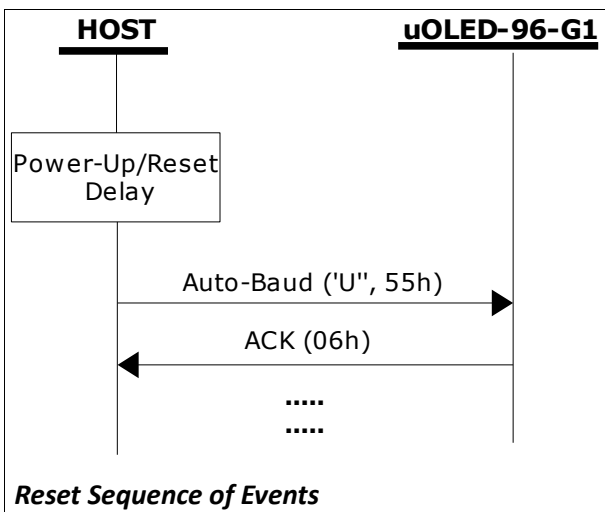 HOST uOLED-96-G1
Power-Up/Reset
Delay
Auto-Baud ('U'', 55h)
ACK (06h)
.....
.....
Reset Sequence of Events